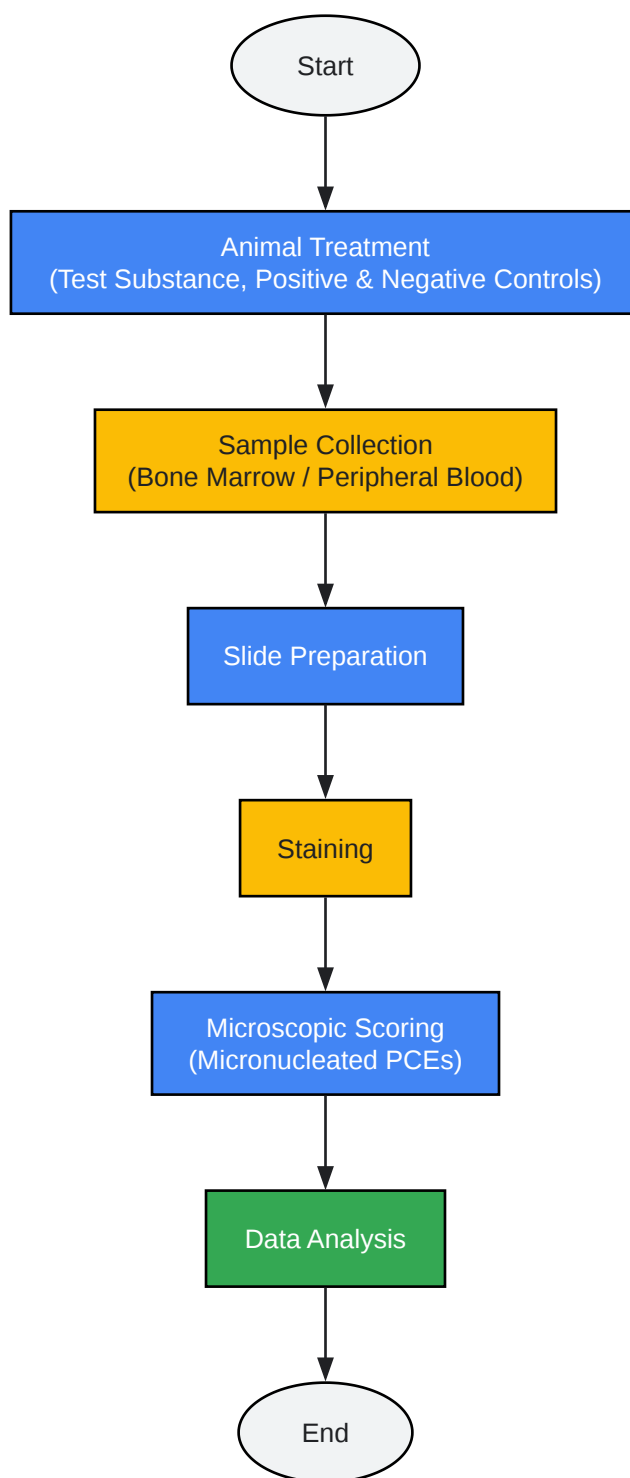 Start
Animal Treatment
(Test Substance, Positive & Negative Controls)
Sample Collection
(Bone Marrow / Peripheral Blood)
Slide Preparation
Staining
Microscopic Scoring
(Micronucleated PCEs)
Data Analysis
End